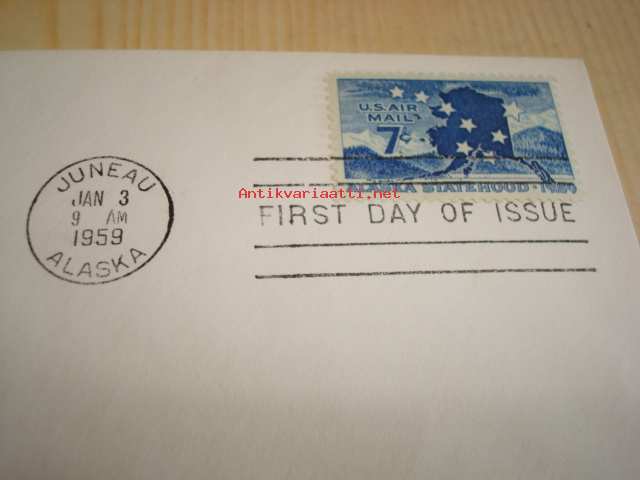 JUNEAU
JAN 3
9 AM
1959
ALASKA
U.S. AIR
MAIL
7¢
ALASKA STATEHOOD · 1959
Antikvariaatti.net
FIRST DAY OF ISSUE